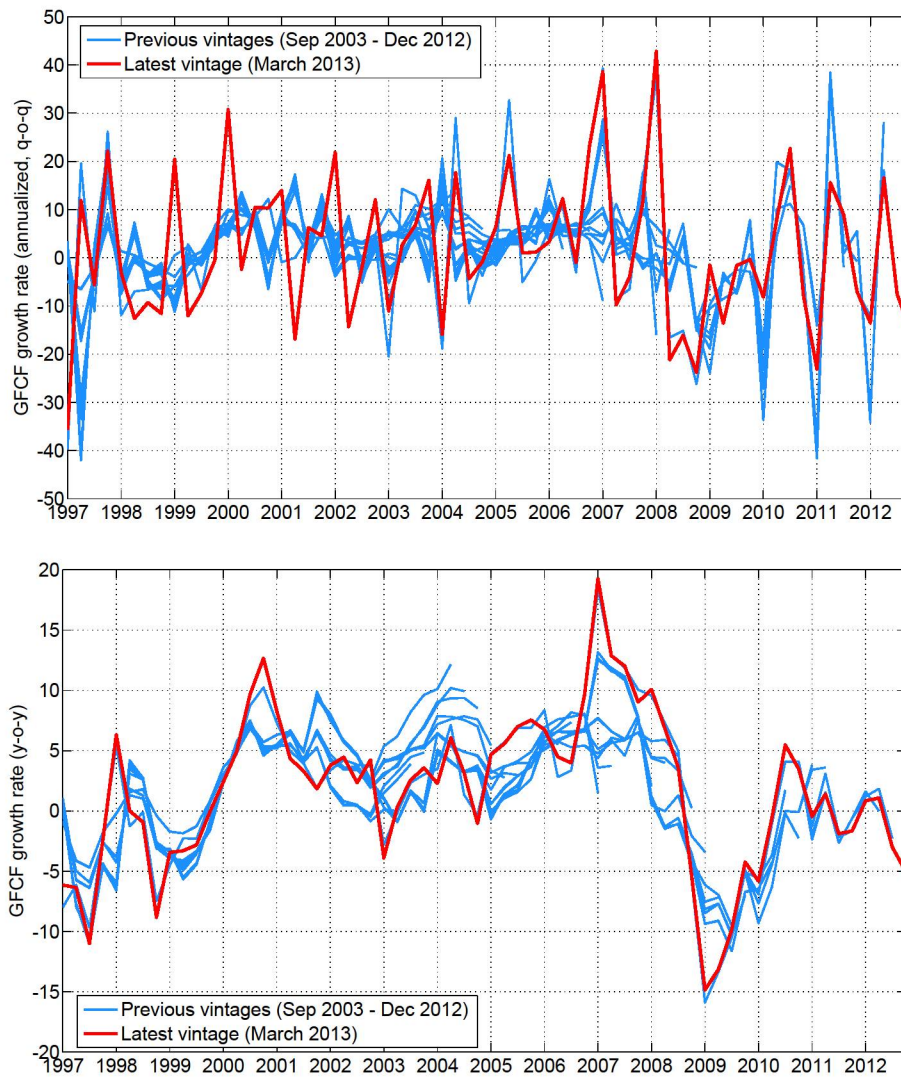 50
40
30
20
10
0
-10
-20
-30
-40
-50
GFCF growth rate (annualized, q-o-q)
Previous vintages (Sep 2003 - Dec 2012)
Latest vintage (March 2013)
1997 1998 1999 2000 2001 2002 2003 2004 2005 2006 2007 2008 2009 2010 2011 2012
20
15
10
5
0
-5
-10
-15
-20
GFCF growth rate (y-o-y)
Previous vintages (Sep 2003 - Dec 2012)
Latest vintage (March 2013)
1997 1998 1999 2000 2001 2002 2003 2004 2005 2006 2007 2008 2009 2010 2011 2012